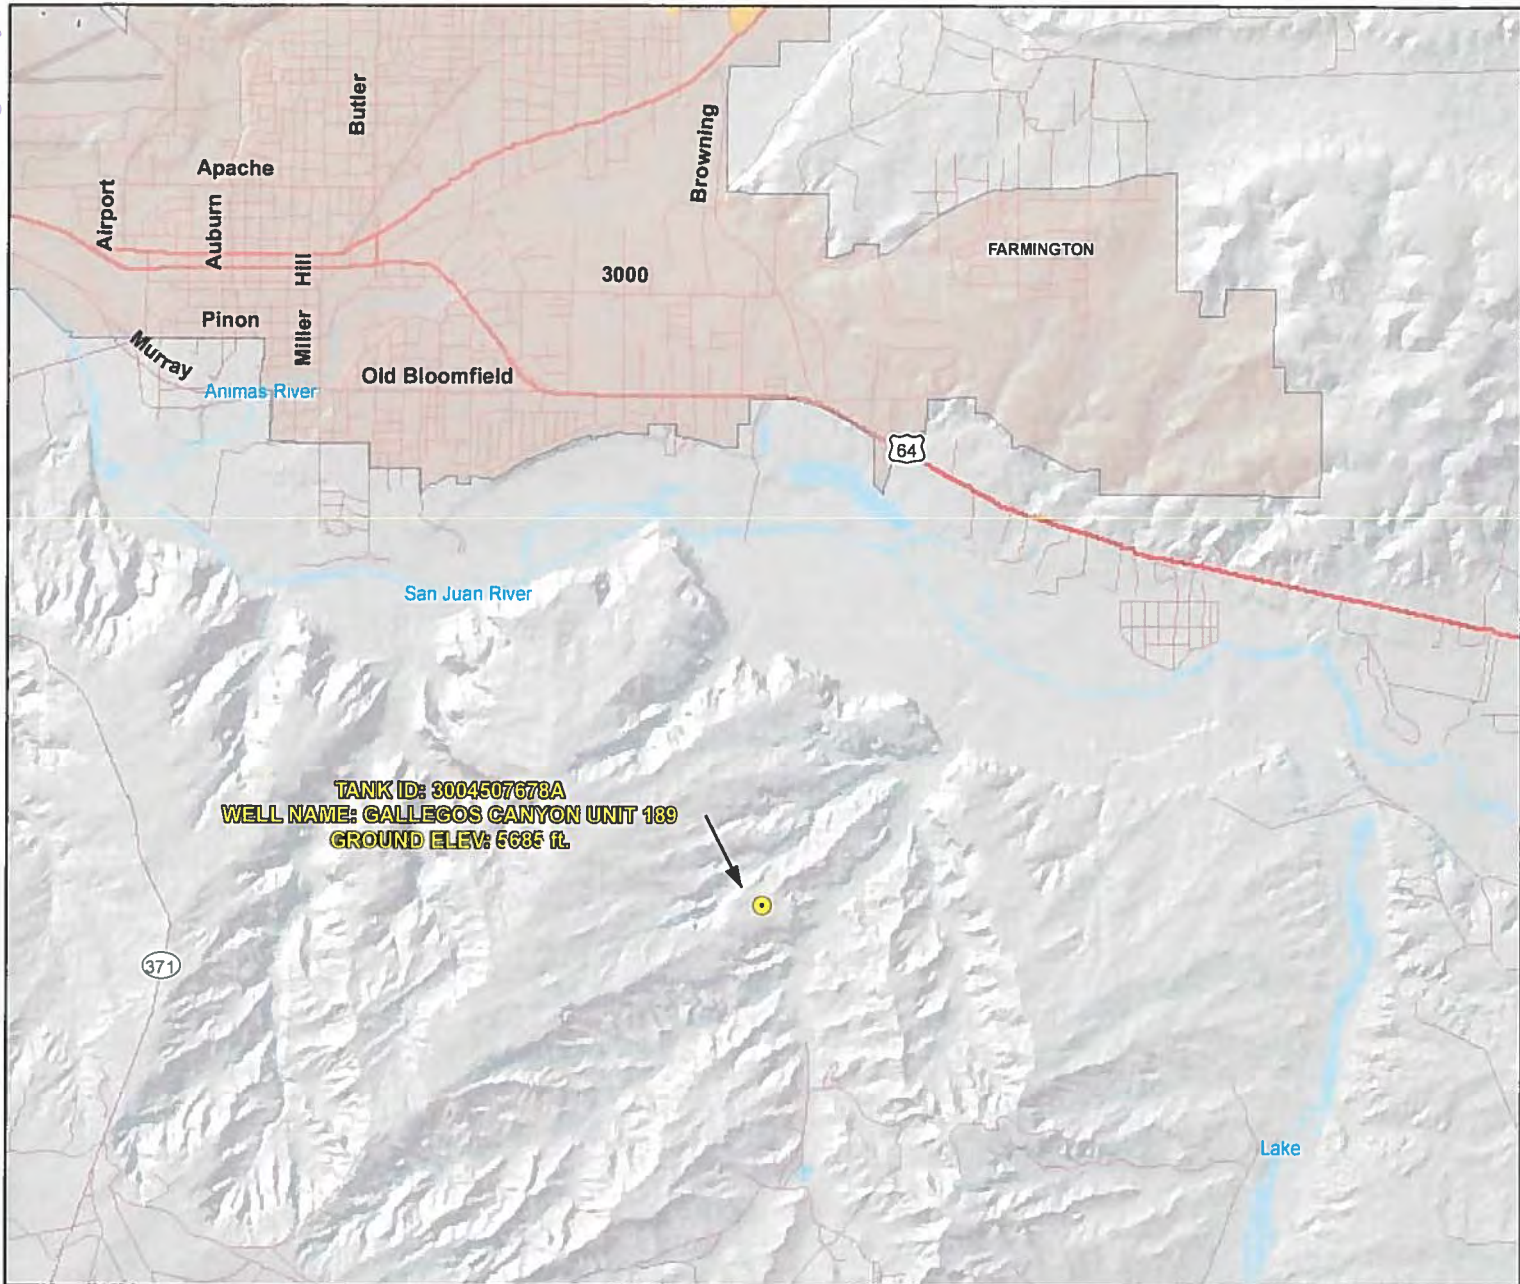 Butler
Browning
Apache
Airport
Auburn
Hill
FARMINGTON
3000
Pinon
Miller
Murray
Old Bloomfield
Animas River
64
San Juan River
TANK ID: 3004507678A
WELL NAME: GALLEGOS CANYON UNIT 189
GROUND ELEV: 5685 ft.
371
Lake